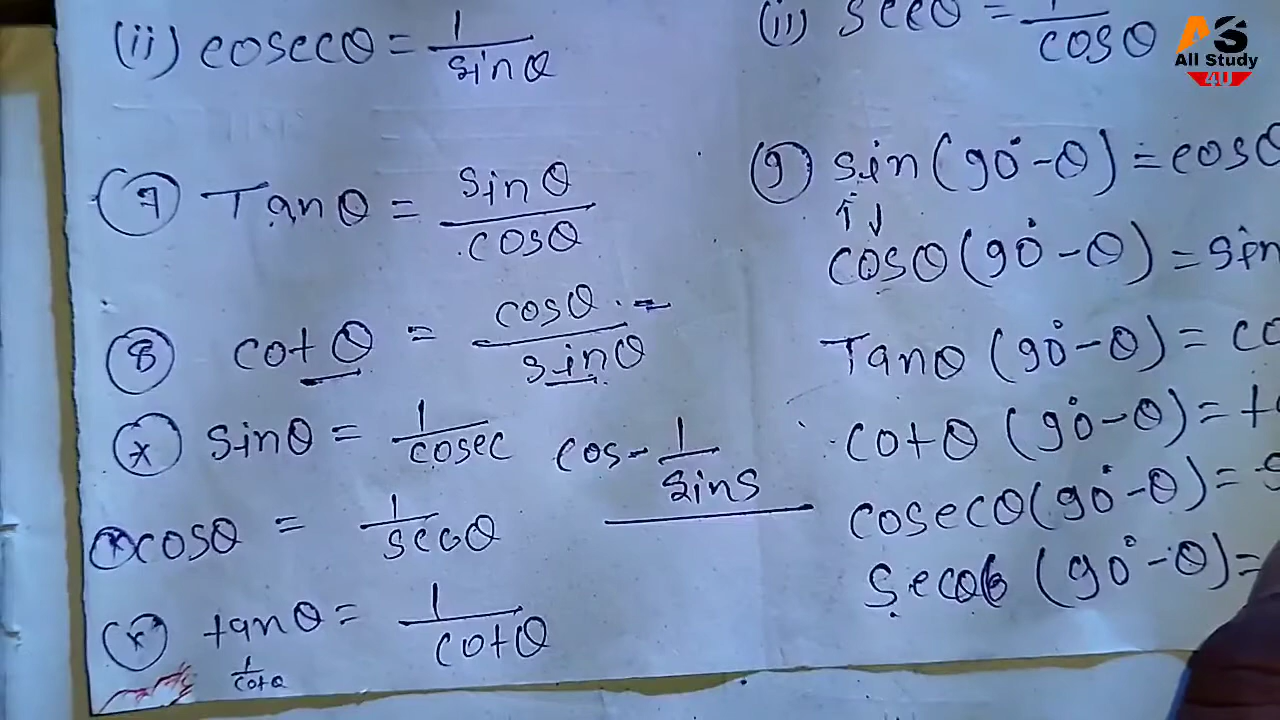 (ii) cosecθ = 1/sinθ
(7) Tanθ = sinθ/cosθ
(8) cotθ = cosθ/sinθ
(*) sinθ = 1/cosec
cos - 1/sins
(*) cosθ = 1/secθ
(*) tanθ = 1/cotθ
1/cotθ
(ii) secθ = 1/cosθ
(9) sin(90°-θ) = cosθ
cosθ(90°-θ) = sin
Tanθ(90°-θ) = co
cotθ(90°-θ) = t
cosecθ(90°-θ) = s
Secθ(90°-θ) =
AS
All Study
4U